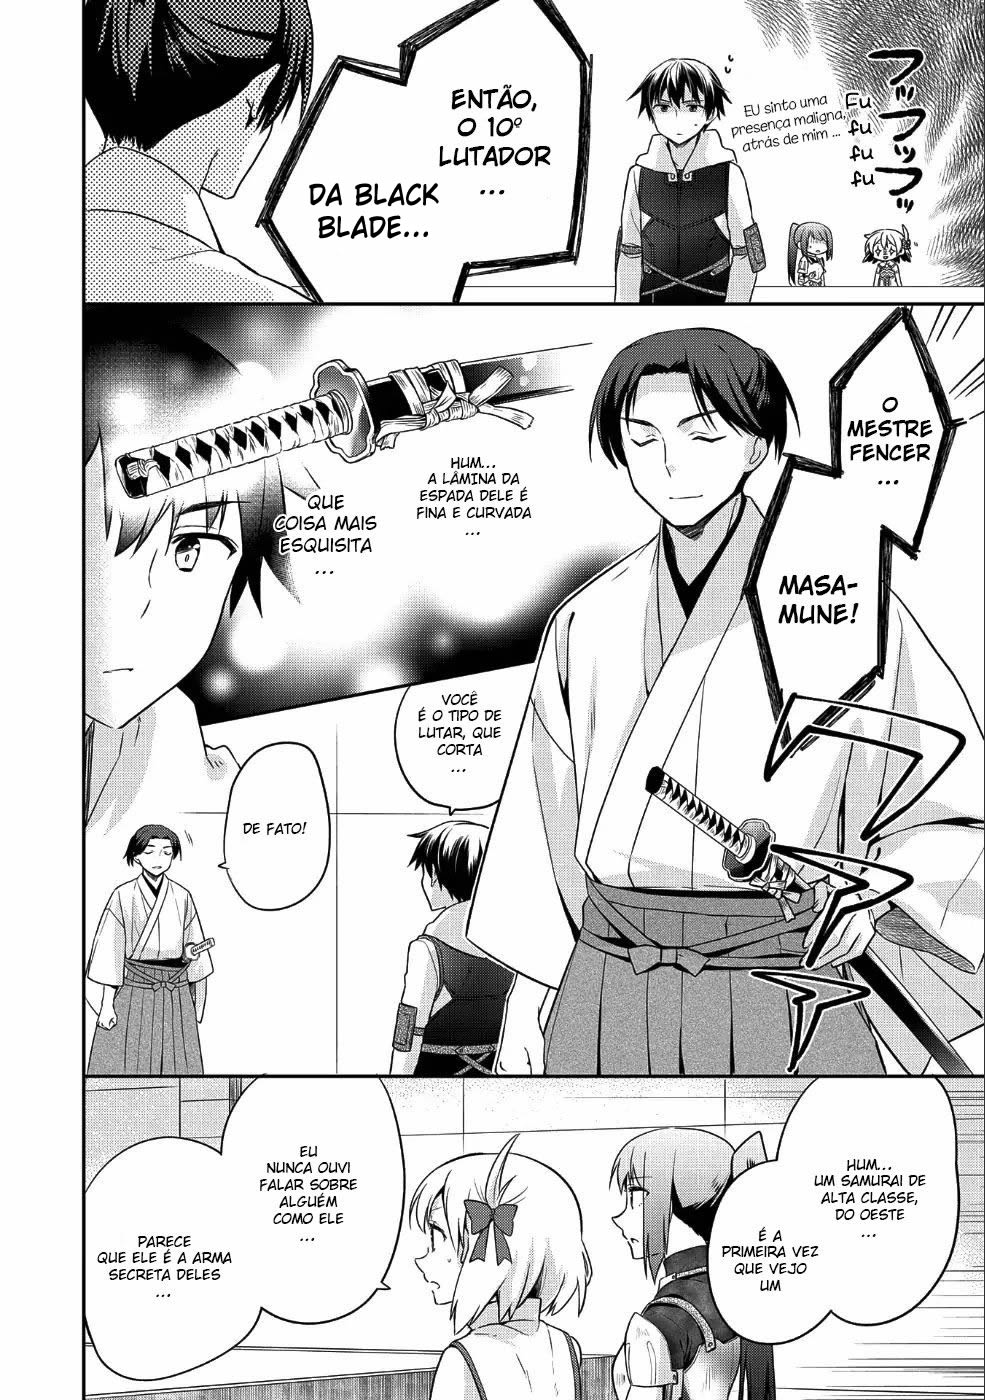 フッフッフッ
Fu
fu
fu
fu
EU sinto uma
presença maligna,
atrás de mim ...
ENTÃO,
O 10º
LUTADOR
...
DA BLACK
BLADE...
O
MESTRE
FENCER
...
MASA-
MUNE!
HUM...
A LÂMINA DA
ESPADA DELE É
FINA E CURVADA
...
QUE
COISA MAIS
ESQUISITA
...
VOCÊ
É O TIPO DE
LUTAR, QUE
CORTA
...
DE FATO!
HUM...
UM SAMURAI DE
ALTA CLASSE,
DO OESTE
...
É A
PRIMEIRA VEZ
QUE VEJO
UM
EU
NUNCA OUVI
FALAR SOBRE
ALGUÉM
COMO ELE
...
PARECE
QUE ELE É A ARMA
SECRETA DELES
...